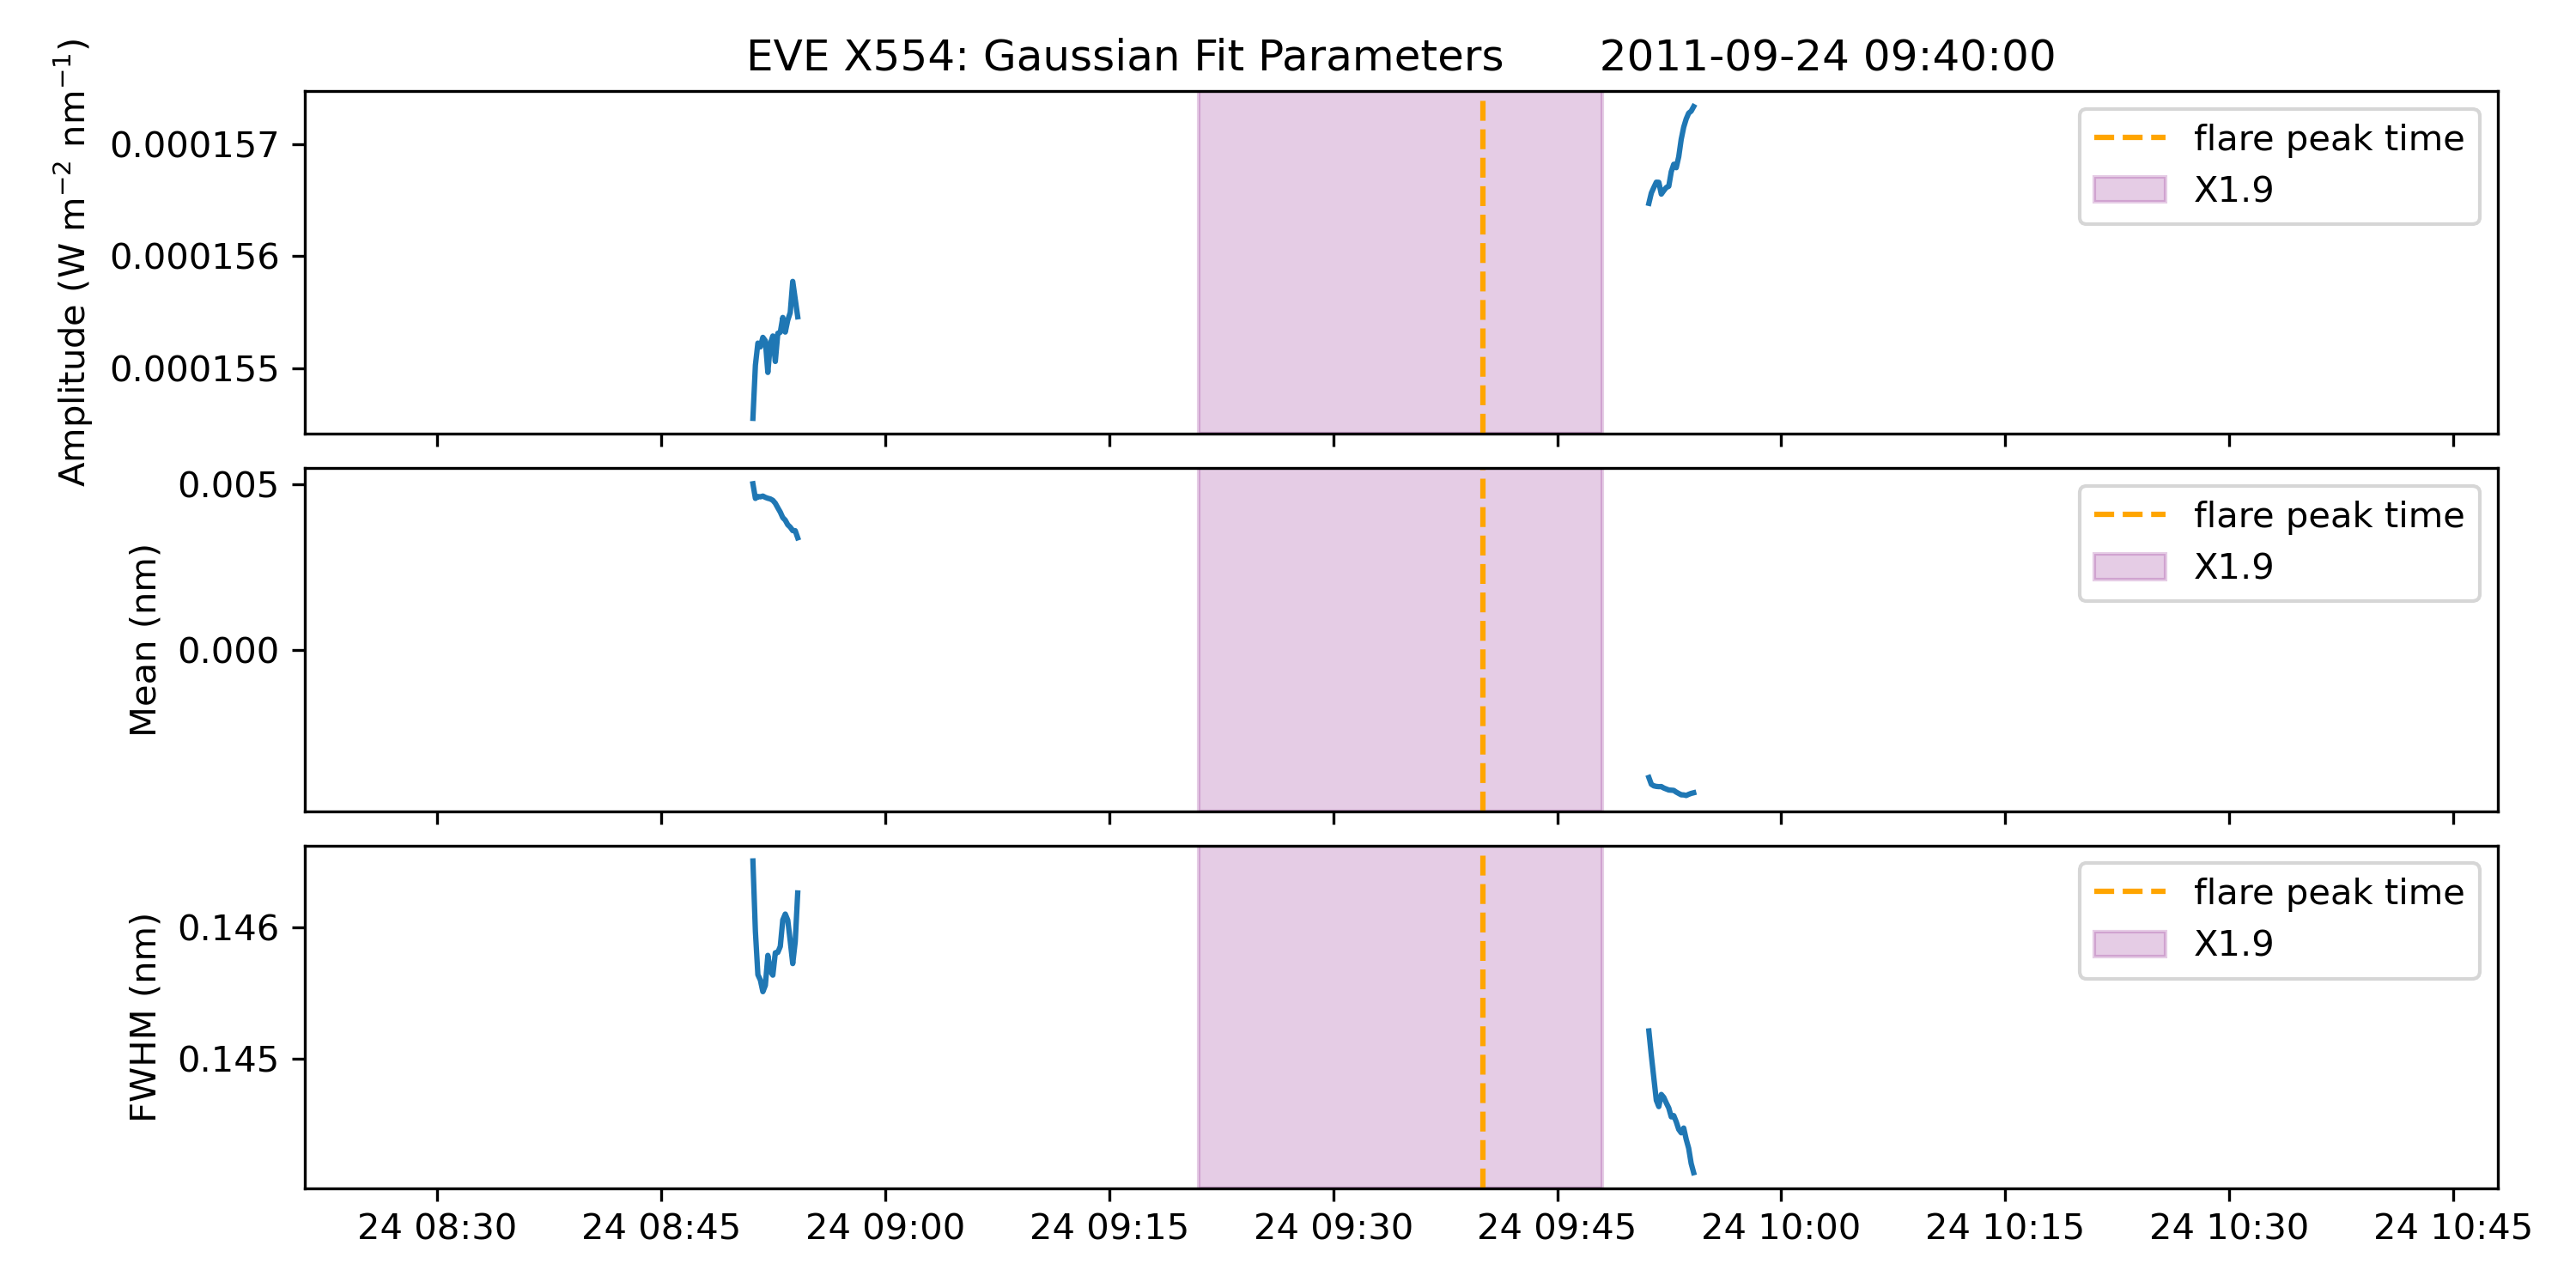 EVE X554: Gaussian Fit Parameters 2011-09-24 09:40:00
Amplitude (W m⁻² nm⁻¹)
0.000157
0.000156
0.000155
flare peak time
X1.9
Mean (nm)
0.005
0.000
flare peak time
X1.9
FWHM (nm)
0.146
0.145
flare peak time
X1.9
24 08:30 24 08:45 24 09:00 24 09:15 24 09:30 24 09:45 24 10:00 24 10:15 24 10:30 24 10:45